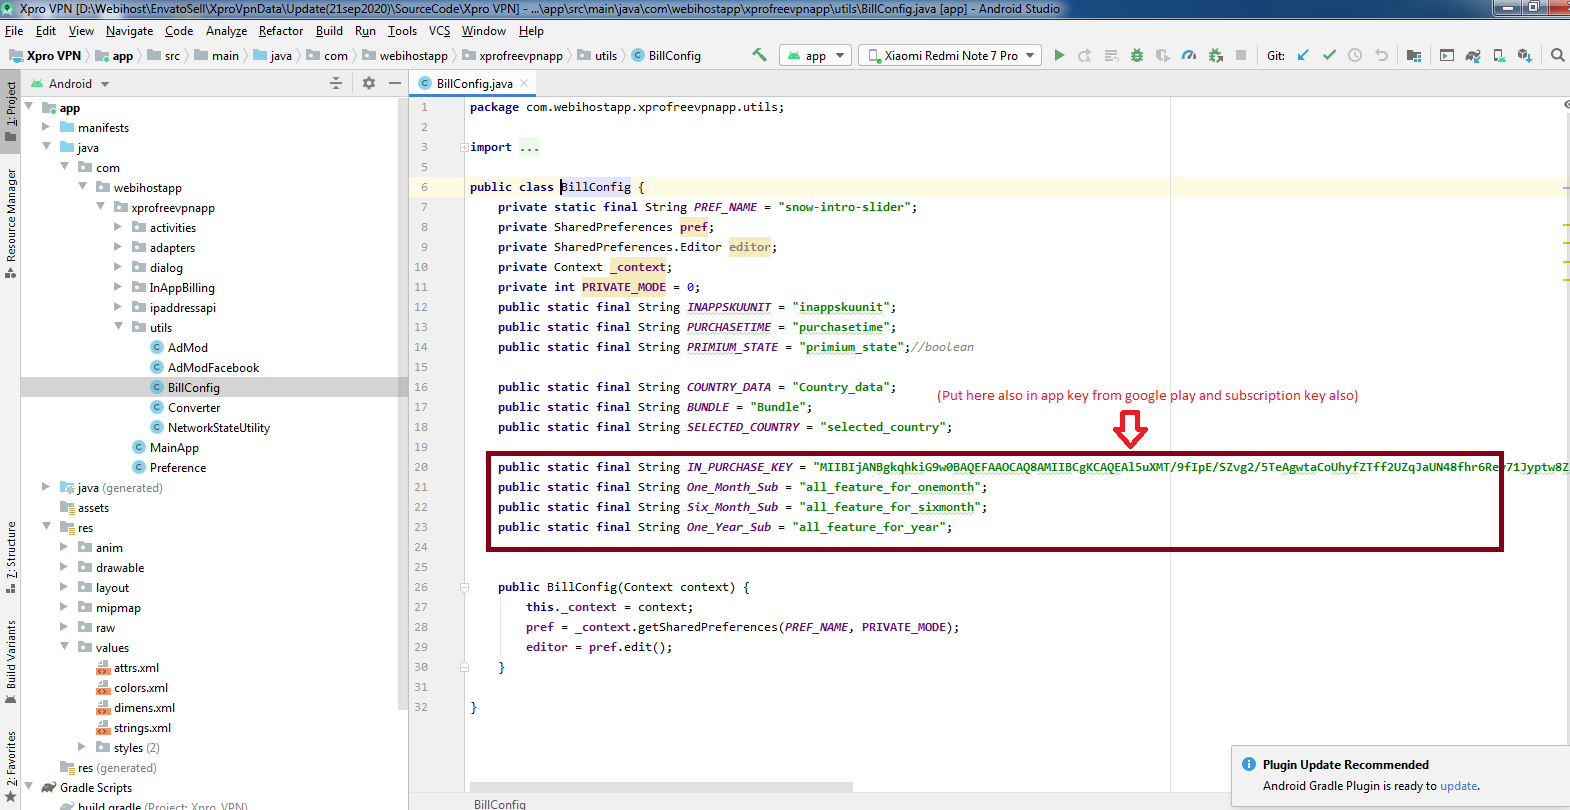 Xpro VPN [D:\Webihost\EnvatoSell\XproVpnData\Update(21sep2020)\SourceCode\Xpro VPN] - ...\app\src\main\java\com\webihostapp\xprofreevpnapp\utils\BillConfig.java [app] - Android Studio
File Edit View Navigate Code Analyze Refactor Build Run Tools VCS Window Help
Xpro VPN app src main java com webihostapp xprofreevpnapp utils BillConfig app Xiaomi Redmi Note 7 Pro Git:
1: Project
Resource Manager
7: Structure
Build Variants
2: Favorites
Android
app
manifests
java
com
webihostapp
xprofreevpnapp
activities
adapters
dialog
InAppBilling
ipaddressapi
utils
AdMod
AdModFacebook
BillConfig
Converter
NetworkStateUtility
MainApp
Preference
java (generated)
assets
res
anim
drawable
layout
mipmap
raw
values
attrs.xml
colors.xml
dimens.xml
strings.xml
styles (2)
res (generated)
Gradle Scripts
build.gradle (Project: Xpro_VPN)
BillConfig.java
1 package com.webihostapp.xprofreevpnapp.utils;
2
3 import ...
5
6 public class BillConfig {
7 private static final String PREF_NAME = "snow-intro-slider";
8 private SharedPreferences pref;
9 private SharedPreferences.Editor editor;
10 private Context _context;
11 private int PRIVATE_MODE = 0;
12 public static final String INAPPSKUUNIT = "inappskuunit";
13 public static final String PURCHASETIME = "purchasetime";
14 public static final String PRIMIUM_STATE = "primium_state";//boolean
15
16 public static final String COUNTRY_DATA = "Country_data";
(Put here also in app key from google play and subscription key also)
17 public static final String BUNDLE = "Bundle";
18 public static final String SELECTED_COUNTRY = "selected_country";
19
20 public static final String IN_PURCHASE_KEY = "MIIBIjANBgkqhkiG9w0BAQEFAAOCAQ8AMIIBCgKCAQEAl5uXMT/9fIpE/SZvg2/5TeAgwtaCoUhyfZTff2UZqJaUN48fhr6Rey71Jyptw8Z
21 public static final String One_Month_Sub = "all_feature_for_onemonth";
22 public static final String Six_Month_Sub = "all_feature_for_sixmonth";
23 public static final String One_Year_Sub = "all_feature_for_year";
24
25
26 public BillConfig(Context context) {
27 this._context = context;
28 pref = _context.getSharedPreferences(PREF_NAME, PRIVATE_MODE);
29 editor = pref.edit();
30 }
31
32 }
Plugin Update Recommended
Android Gradle Plugin is ready to update.
BillConfig